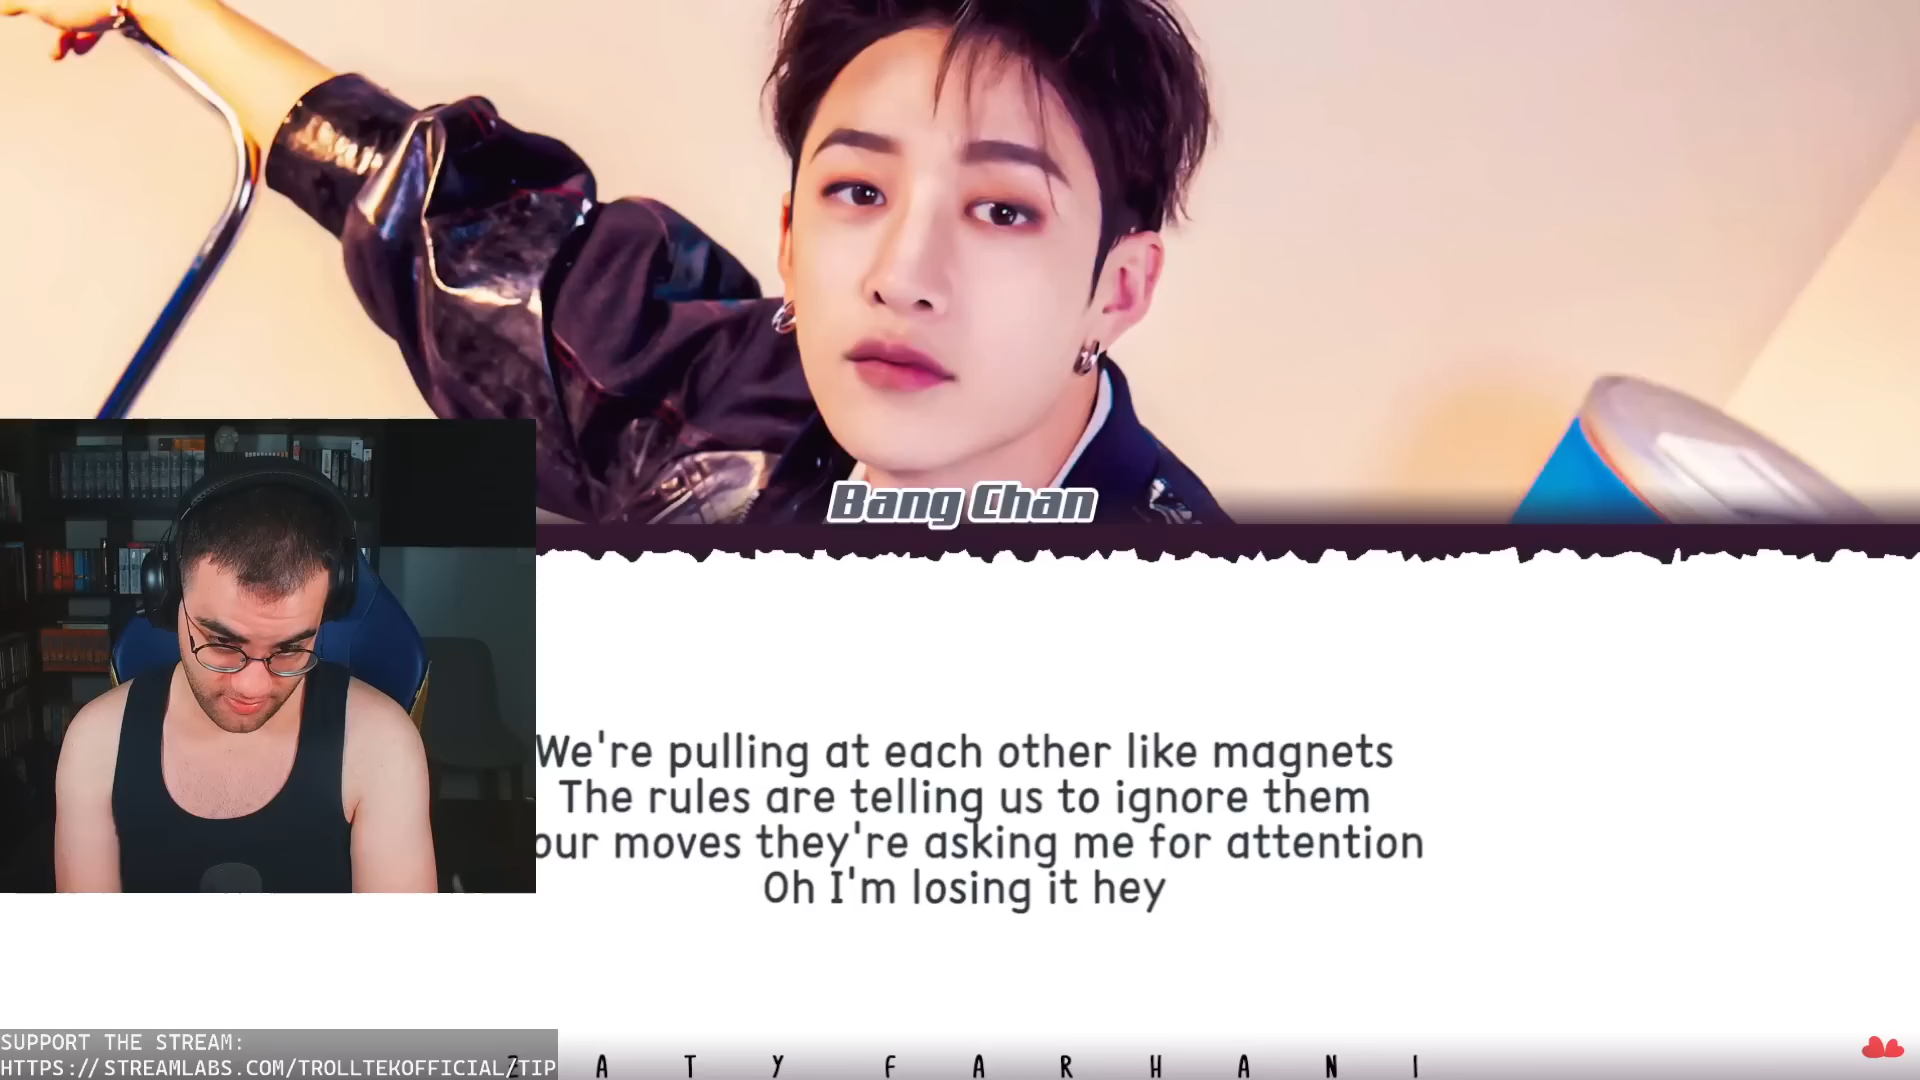 Bang Chan
We're pulling at each other like magnets
The rules are telling us to ignore them
our moves they're asking me for attention
Oh I'm losing it hey
SUPPORT THE STREAM:
HTTPS://STREAMLABS.COM/TROLLTEKOFFICIAL/TIP
ZATY FARHANI